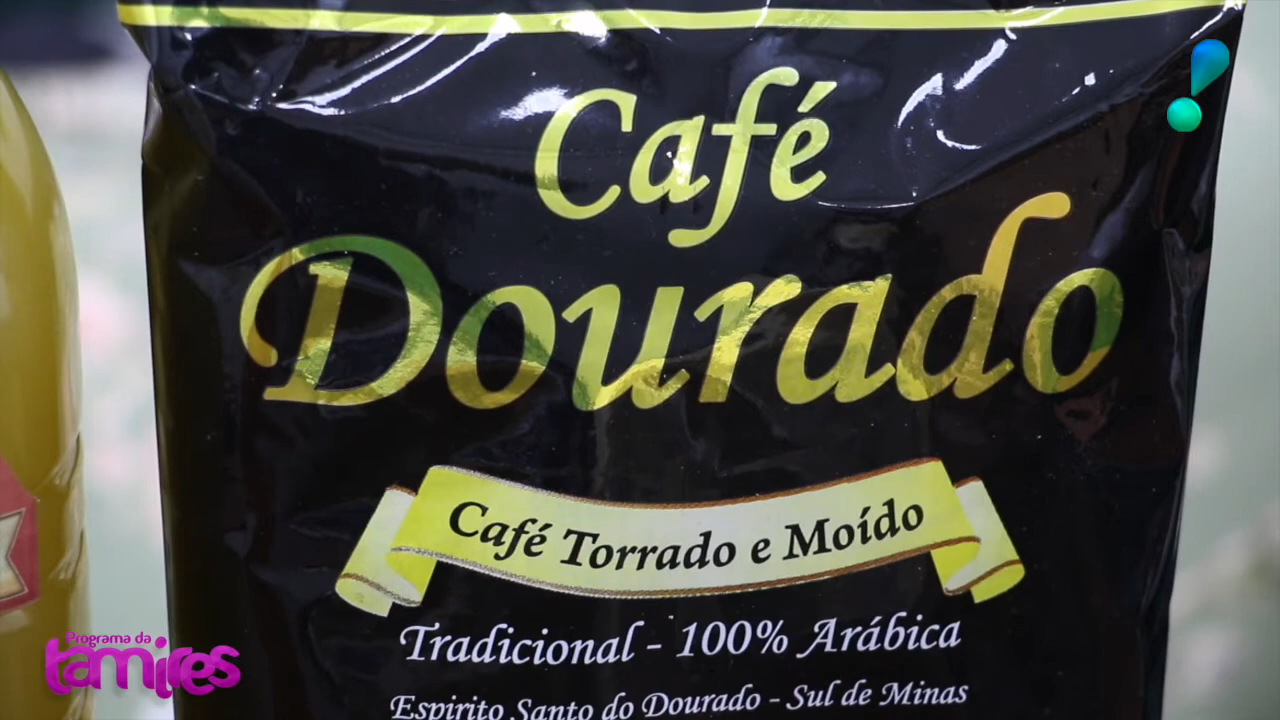 Café
Dourado
Café Torrado e Moído
Tradicional - 100% Arábica
Espirito Santo do Dourado - Sul de Minas
Programa da
tamires